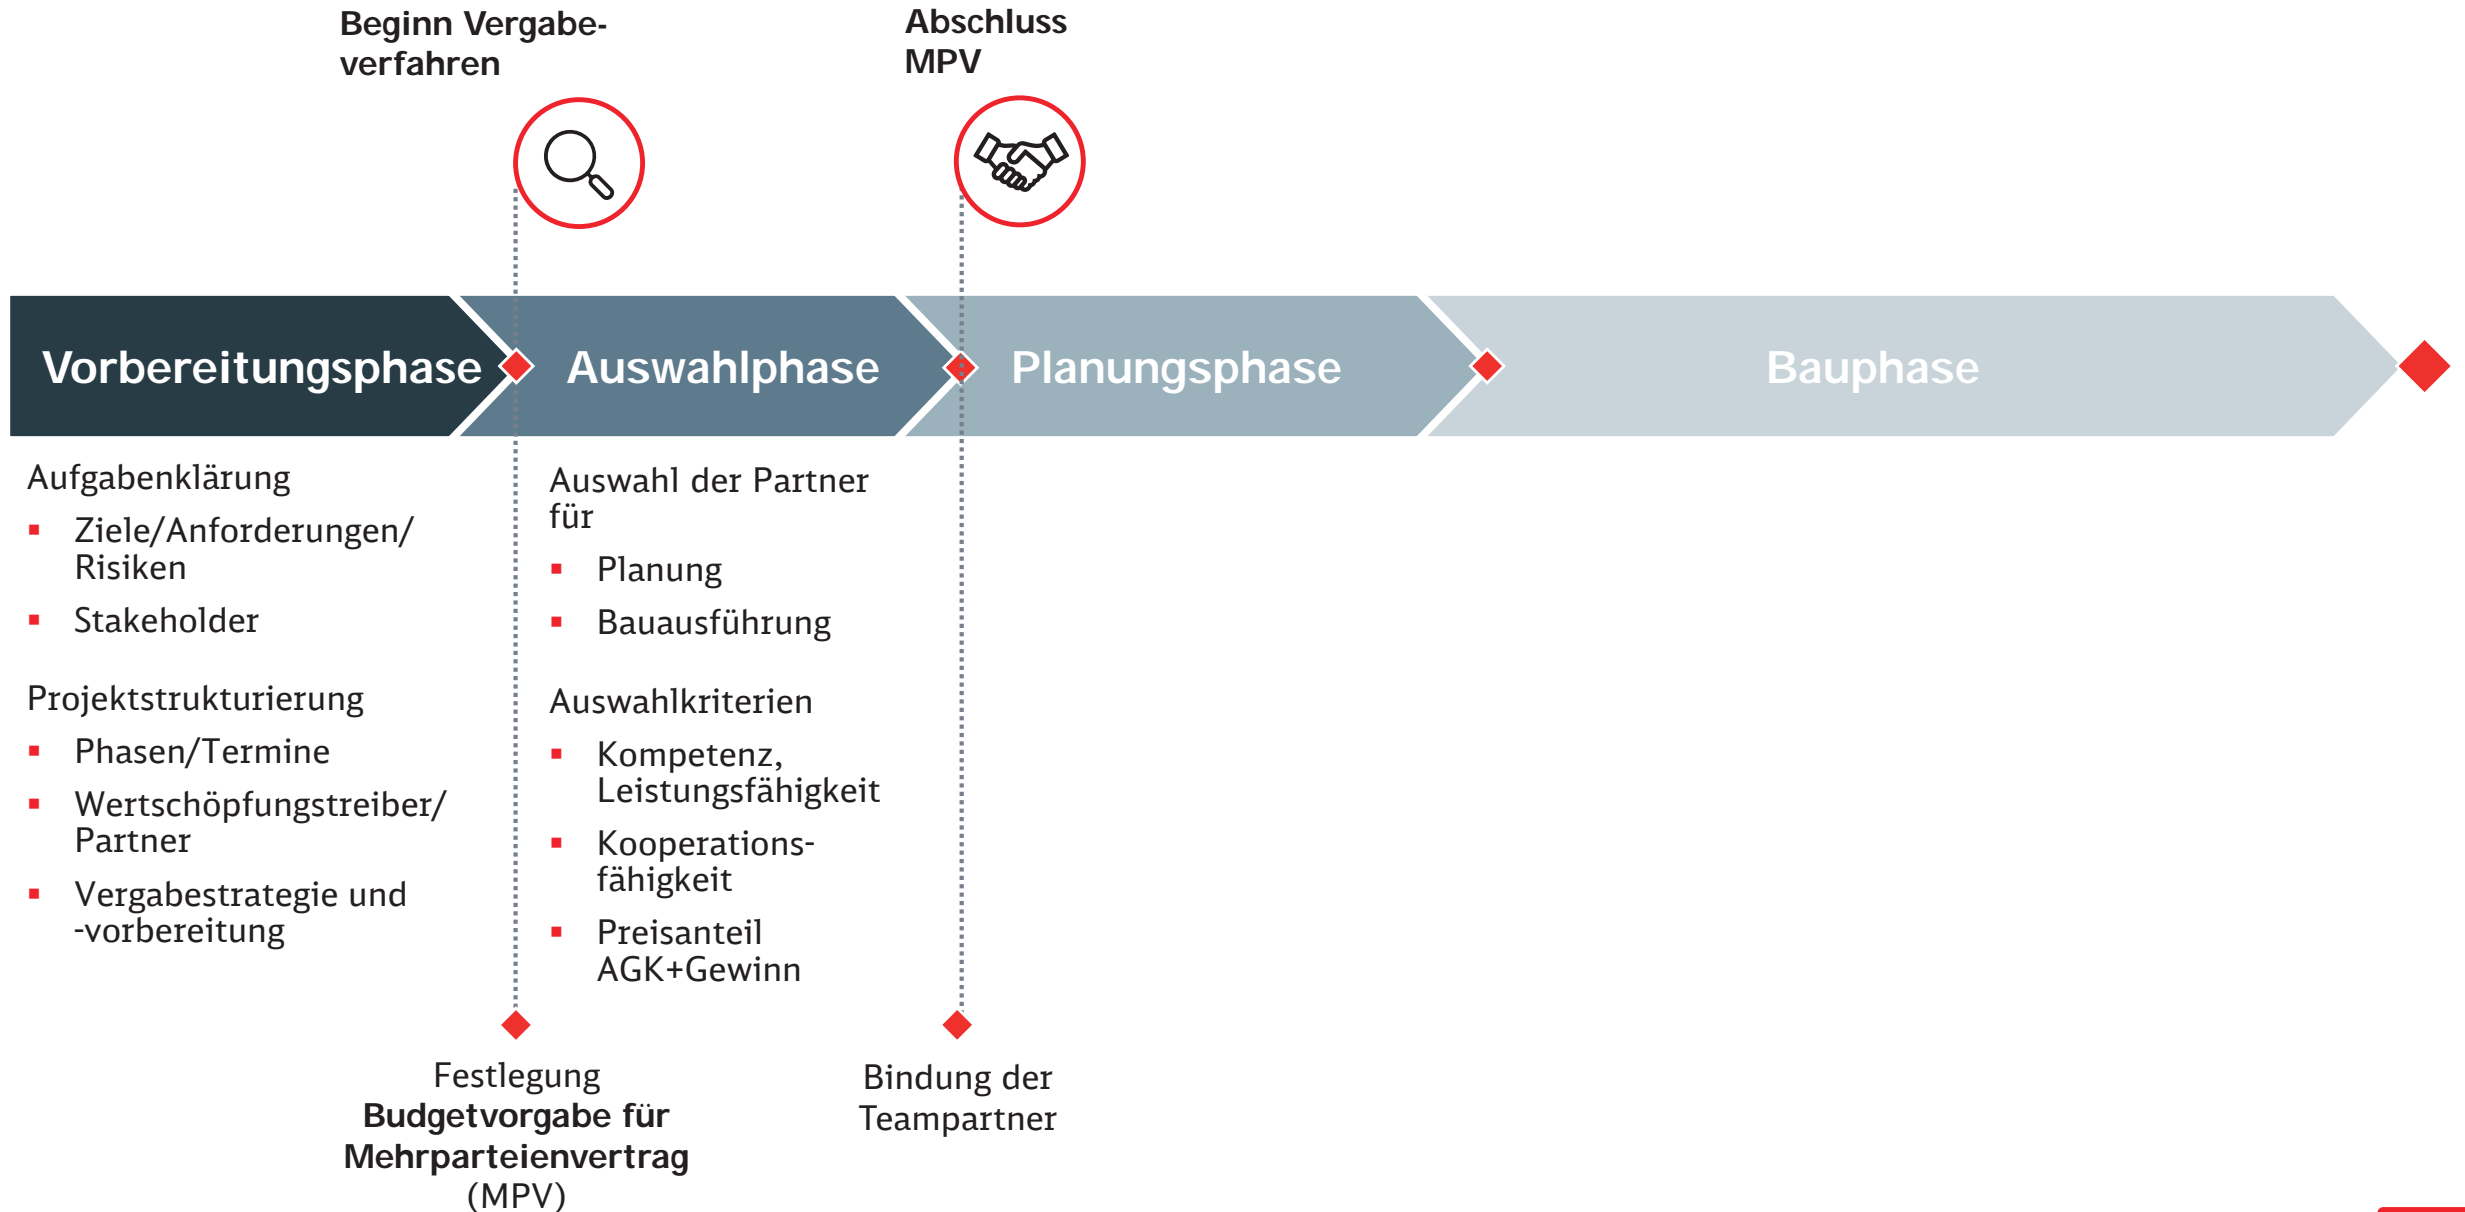 Beginn Vergabe-
verfahren
Abschluss
MPV
Vorbereitungsphase
Auswahlphase
Planungsphase
Bauphase
Aufgabenklärung
▪ Ziele/Anforderungen/
Risiken
▪ Stakeholder
Projektstrukturierung
▪ Phasen/Termine
▪ Wertschöpfungstreiber/
Partner
▪ Vergabestrategie und
-vorbereitung
Auswahl der Partner
für
▪ Planung
▪ Bauausführung
Auswahlkriterien
▪ Kompetenz,
Leistungsfähigkeit
▪ Kooperations-
fähigkeit
▪ Preisanteil
AGK+Gewinn
Festlegung
Budgetvorgabe für
Mehrparteienvertrag
(MPV)
Bindung der
Teampartner